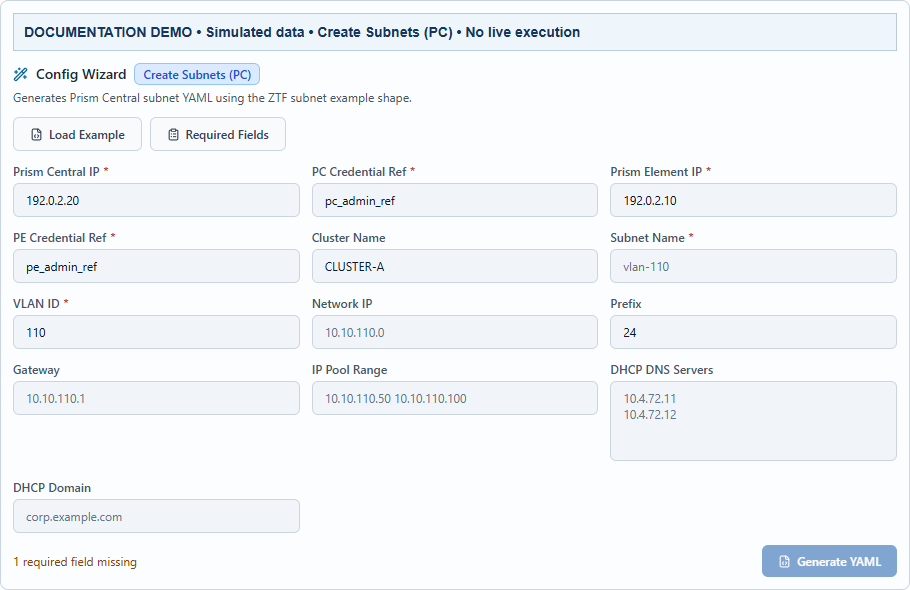 DOCUMENTATION DEMO • Simulated data • Create Subnets (PC) • No live execution
Config Wizard Create Subnets (PC)
Generates Prism Central subnet YAML using the ZTF subnet example shape.
Load Example Required Fields
Prism Central IP * PC Credential Ref * Prism Element IP *
192.0.2.20 pc_admin_ref 192.0.2.10
PE Credential Ref * Cluster Name Subnet Name *
pe_admin_ref CLUSTER-A vlan-110
VLAN ID * Network IP Prefix
110 10.10.110.0 24
Gateway IP Pool Range DHCP DNS Servers
10.10.110.1 10.10.110.50 10.10.110.100 10.4.72.11
10.4.72.12
DHCP Domain
corp.example.com
1 required field missing Generate YAML